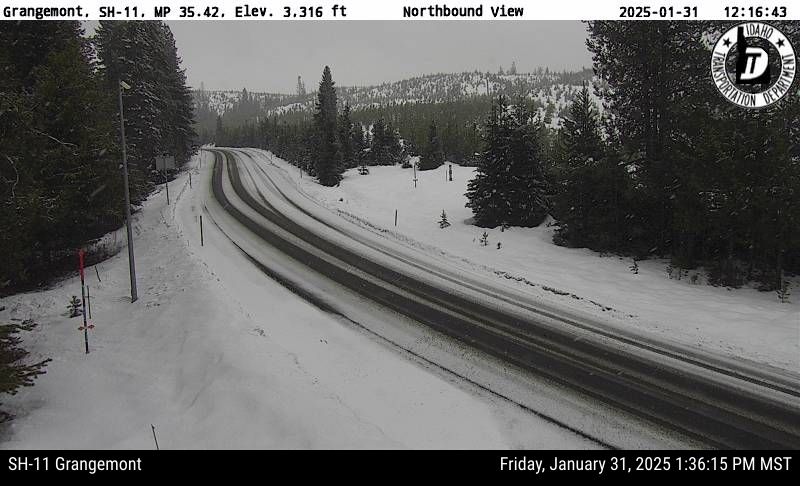 Grangemont, SH-11, MP 35.42, Elev. 3,316 ft Northbound View 2025-01-31 12:16:43
IDAHO
TRANSPORTATION DEPARTMENT
SH-11 Grangemont Friday, January 31, 2025 1:36:15 PM MST